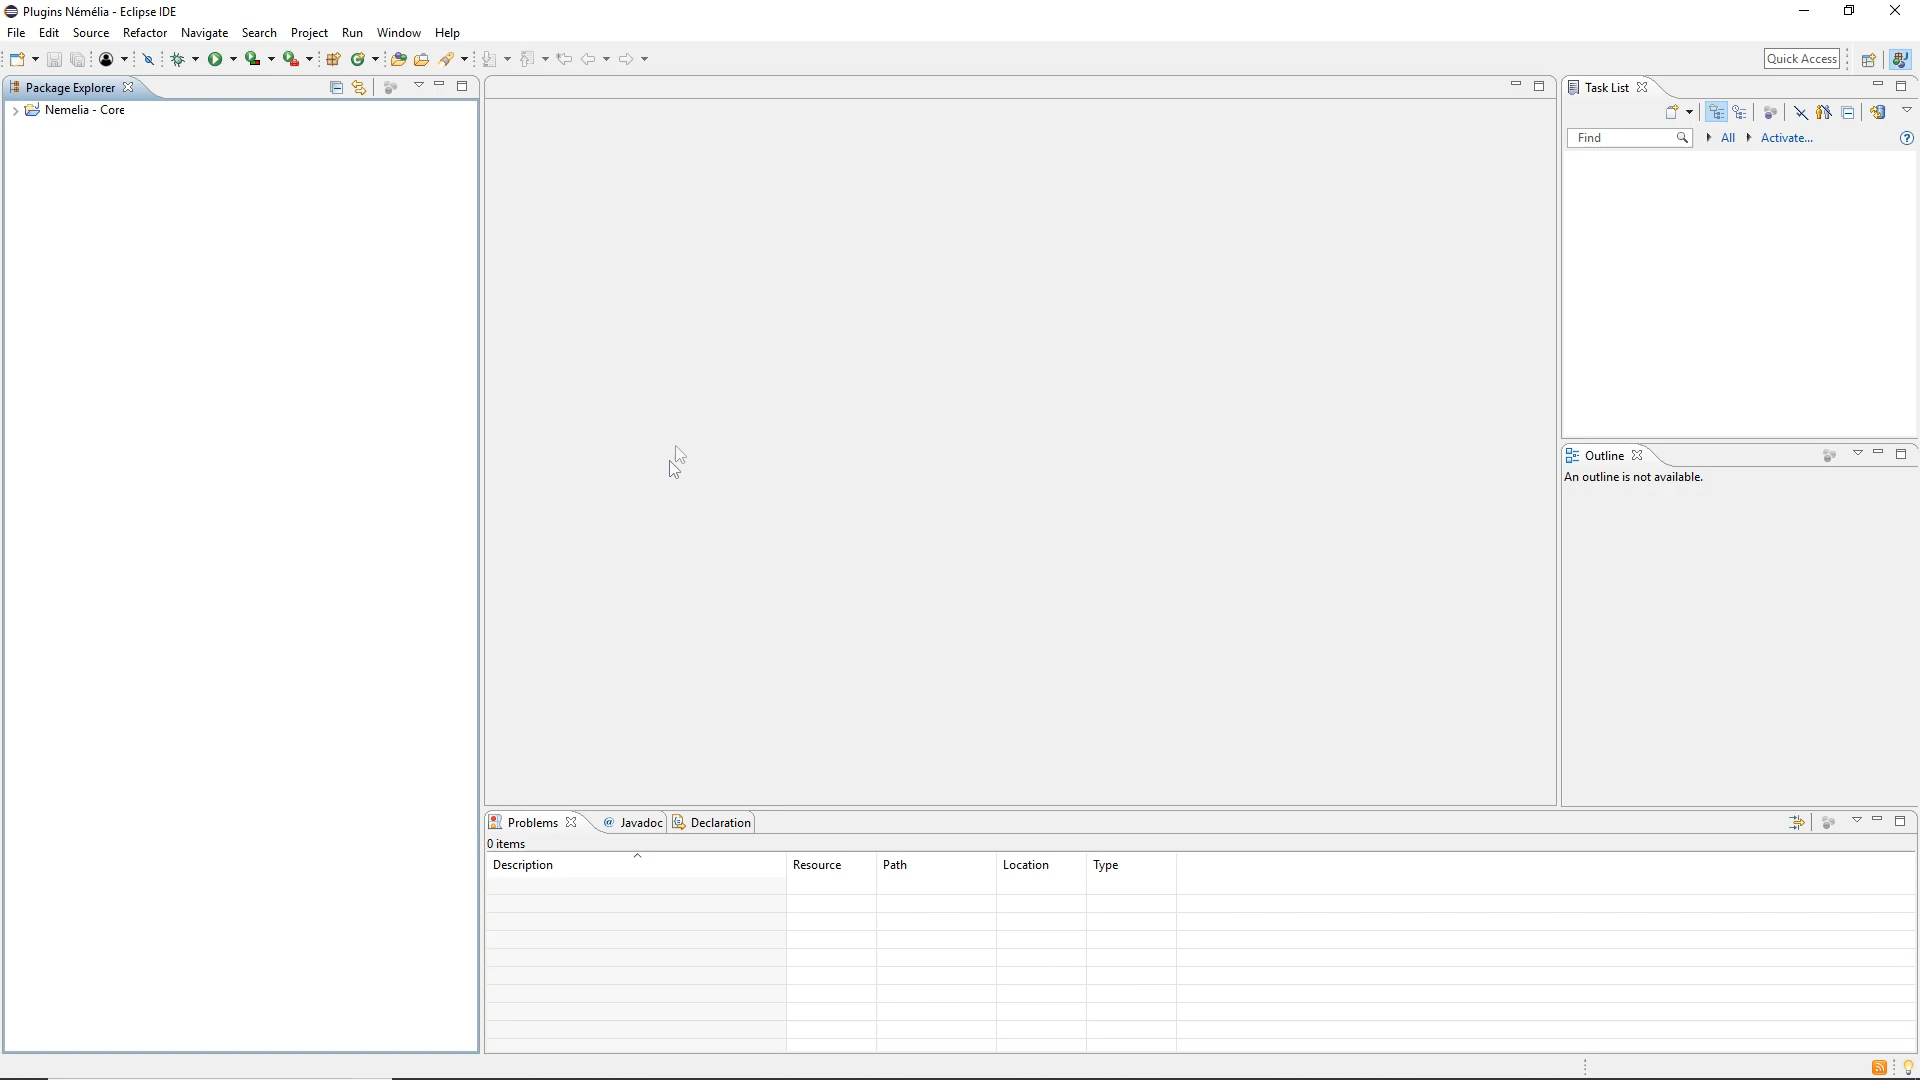 Plugins Némélia - Eclipse IDE
File Edit Source Refactor Navigate Search Project Run Window Help
Quick Access
Package Explorer
Nemelia - Core
Task List
Find
All
Activate...
Outline
An outline is not available.
Problems
@ Javadoc
Declaration
0 items
Description Resource Path Location Type